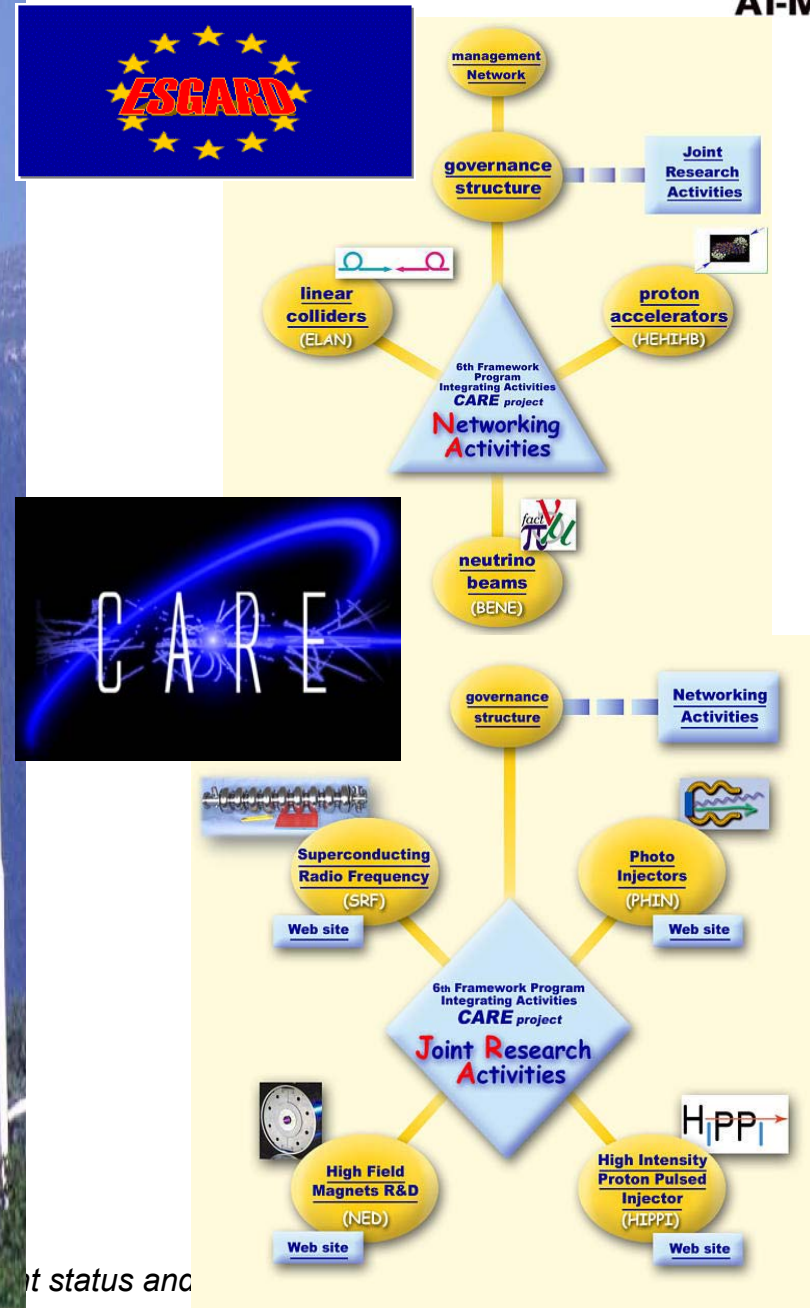 AT-M
ESGARD
management
Network
governance
structure
Joint
Research
Activities
linear
colliders
(ELAN)
proton
accelerators
(HEHIHB)
6th Framework
Program
Integrating Activities
CARE project
Networking
Activities
fact
πνμ
neutrino
beams
(BENE)
CARE
governance
structure
Networking
Activities
Superconducting
Radio Frequency
(SRF)
Web site
Photo
Injectors
(PHIN)
Web site
6th Framework Program
Integrating Activities
CARE project
Joint Research
Activities
HIPPI
High Field
Magnets R&D
(NED)
Web site
High Intensity
Proton Pulsed
Injector
(HIPPI)
Web site
t status and